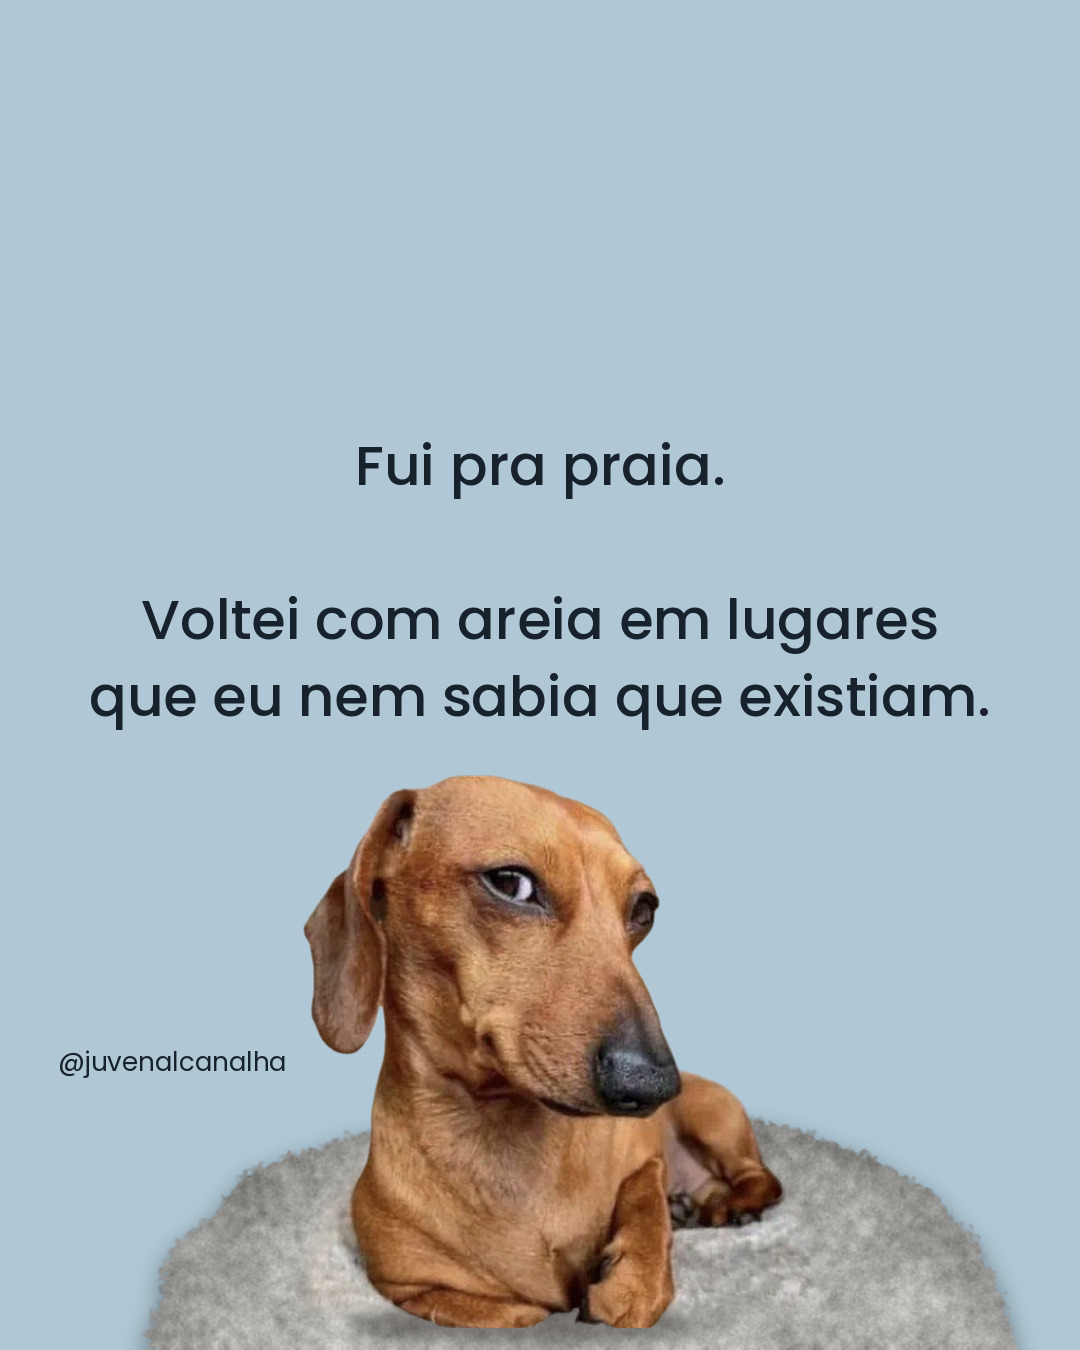 Fui pra praia.
Voltei com areia em lugares
que eu nem sabia que existiam.
@juvenalcanalha